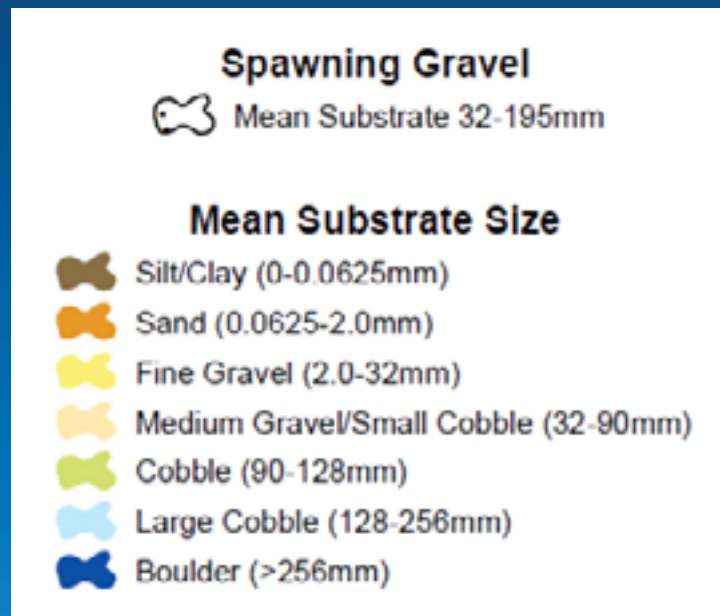 Spawning Gravel
Mean Substrate 32-195mm
Mean Substrate Size
Silt/Clay (0-0.0625mm)
Sand (0.0625-2.0mm)
Fine Gravel (2.0-32mm)
Medium Gravel/Small Cobble (32-90mm)
Cobble (90-128mm)
Large Cobble (128-256mm)
Boulder (>256mm)